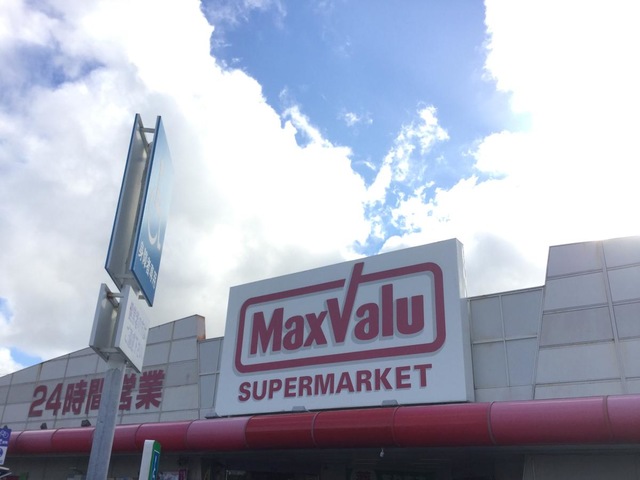 MaxValu
SUPERMARKET
24時間営業